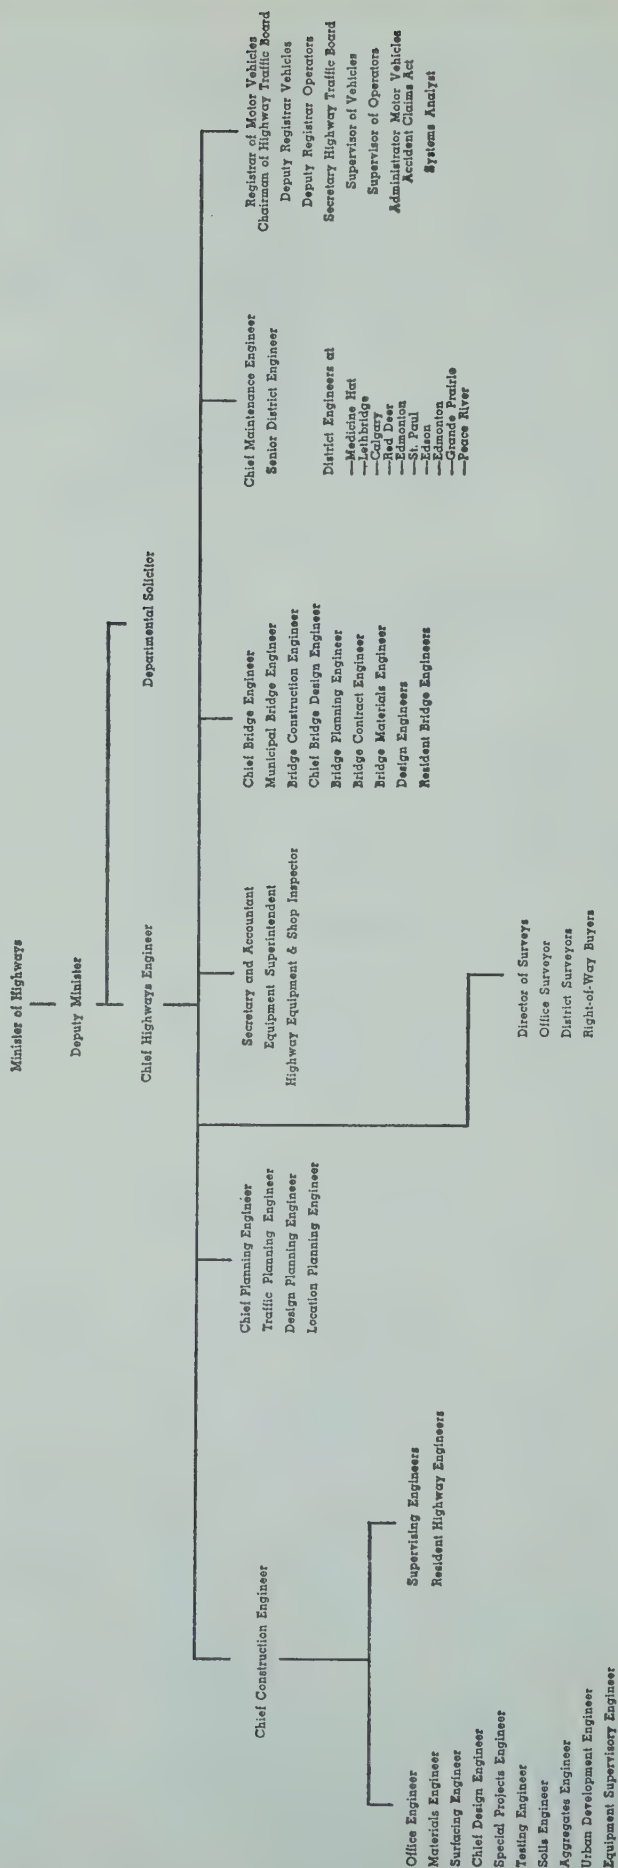 Minister of Highways
Deputy Minister
Departmental Solicitor
Chief Highways Engineer
Chief Construction Engineer
Office Engineer
Materials Engineer
Surfacing Engineer
Chief Design Engineer
Special Projects Engineer
Testing Engineer
Soils Engineer
Aggregates Engineer
Urban Development Engineer
Equipment Supervisory Engineer
Supervising Engineers
Resident Highway Engineers
Chief Planning Engineer
Traffic Planning Engineer
Design Planning Engineer
Location Planning Engineer
Director of Surveys
Office Surveyor
District Surveyors
Right-of-Way Buyers
Secretary and Accountant
Equipment Superintendent
Highway Equipment & Shop Inspector
Chief Bridge Engineer
Municipal Bridge Engineer
Bridge Construction Engineer
Chief Bridge Design Engineer
Bridge Planning Engineer
Bridge Contract Engineer
Bridge Materials Engineer
Design Engineers
Resident Bridge Engineers
Chief Maintenance Engineer
Senior District Engineer
District Engineers at
—Medicine Hat
—Lethbridge
—Calgary
—Red Deer
—Edmonton
—St. Paul
—Edson
—Edmonton
—Grande Prairie
—Peace River
Registrar of Motor Vehicles
Chairman of Highway Traffic Board
Deputy Registrar Vehicles
Deputy Registrar Operators
Secretary Highway Traffic Board
Supervisor of Vehicles
Supervisor of Operators
Administrator Motor Vehicles
Accident Claims Act
Systems Analyst